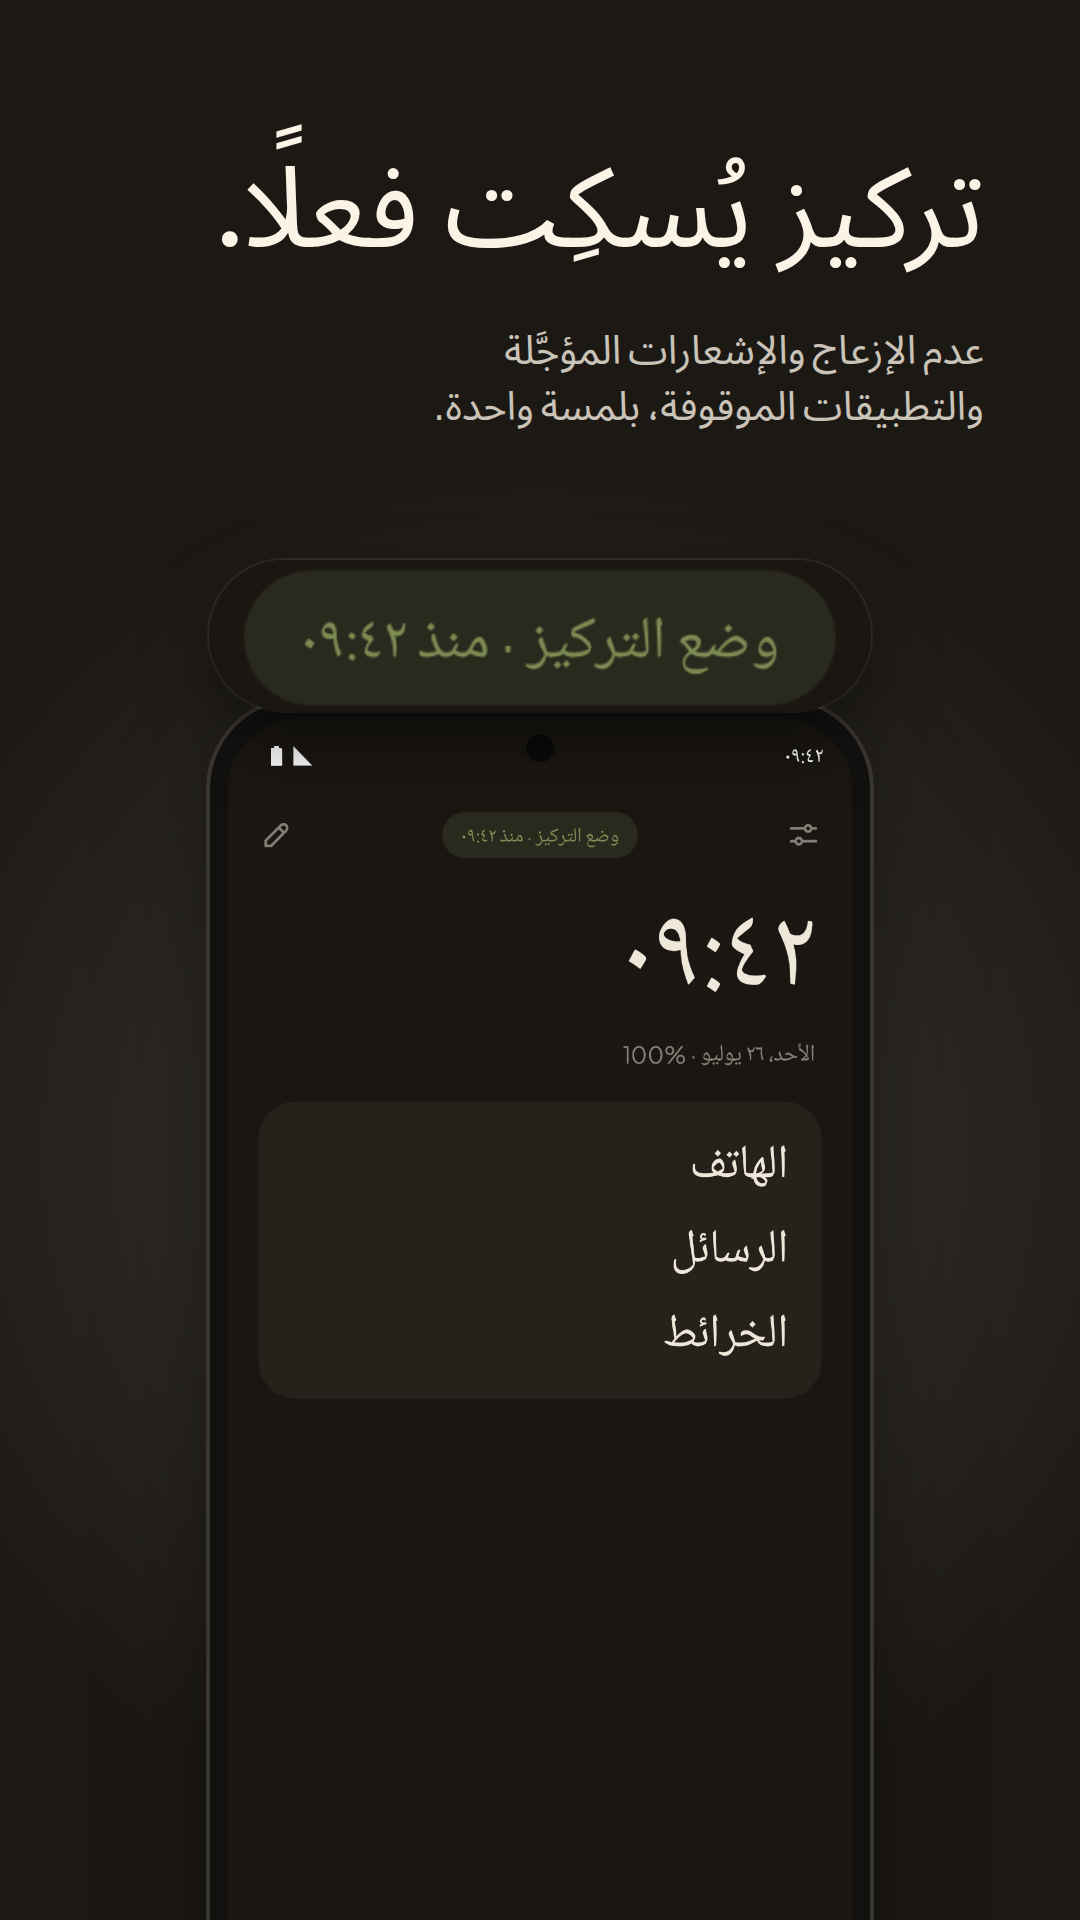 تركيز يُسكِت فعلًا.
عدم الإزعاج والإشعارات المؤجَّلة
والتطبيقات الموقوفة، بلمسة واحدة.
وضع التركيز · منذ ٠٩:٤٢
٠٩:٤٢
وضع التركيز · منذ ٠٩:٤٢
٠٩:٤٢
الأحد، ٢٦ يوليو · 100%
الهاتف
الرسائل
الخرائط